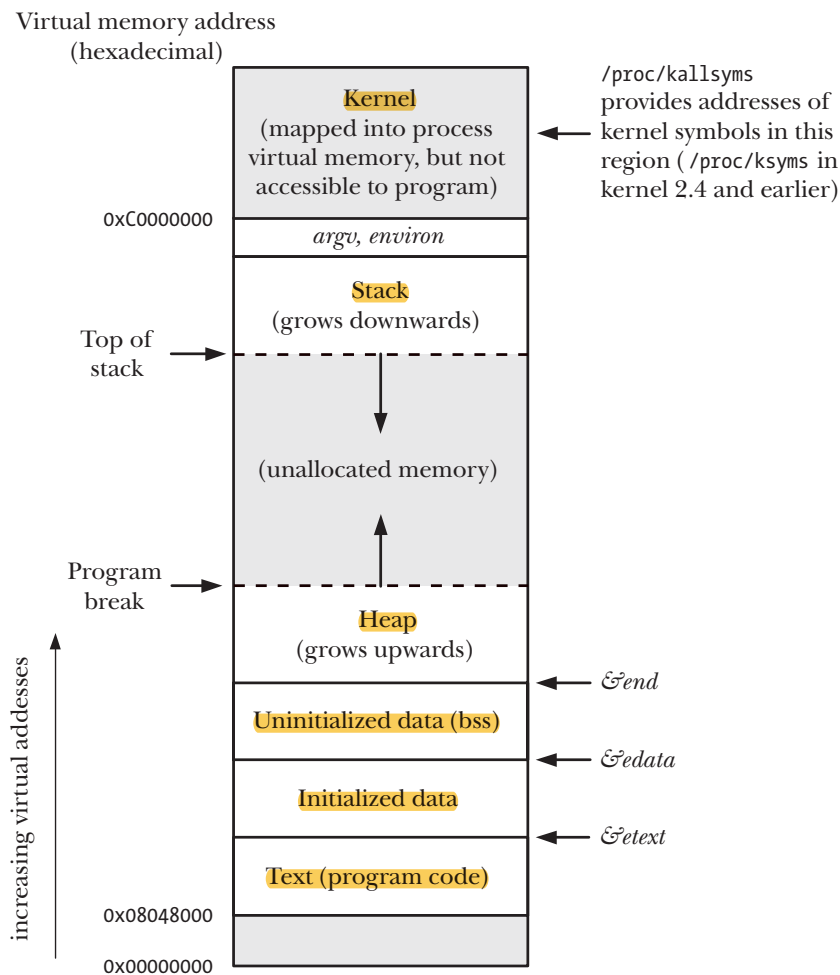 Virtual memory address
(hexadecimal)
/proc/kallsyms
provides addresses of
kernel symbols in this
region ( /proc/ksyms in
kernel 2.4 and earlier)
Kernel
(mapped into process
virtual memory, but not
accessible to program)
0xC0000000
argv, environ
Stack
(grows downwards)
Top of
stack
(unallocated memory)
Program
break
Heap
(grows upwards)
&end
Uninitialized data (bss)
&edata
Initialized data
&etext
Text (program code)
0x08048000
0x00000000
increasing virtual addesses